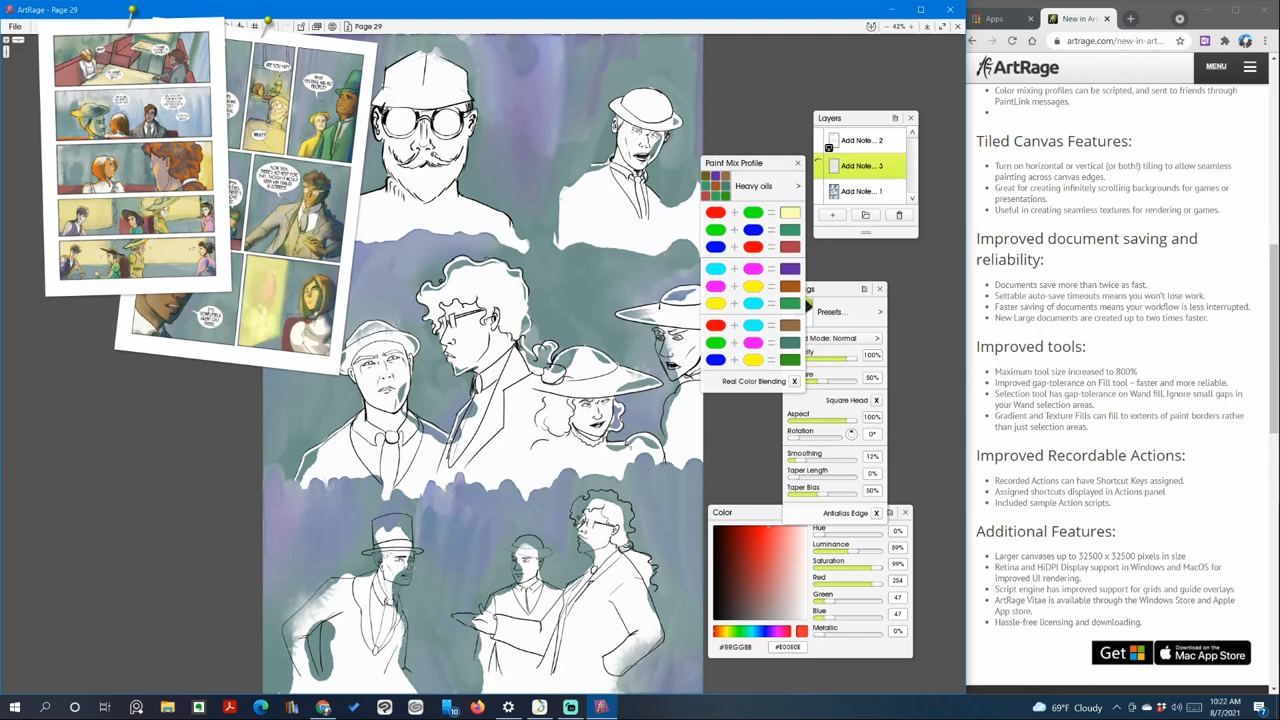 ArtRage - Page 29
File
Page 29
42%
Layers
Add Note... 2
Add Note... 3
Add Note... 1
Paint Mix Profile
Heavy oils
Real Color Blending X
Presets...
Mode: Normal
100%
50%
Square Head X
Aspect
100%
Rotation
0°
Smoothing
12%
Taper Length
0%
Taper Bias
50%
Antialias Edge X
Color
Hue
0%
Luminance
59%
Saturation
99%
Red
254
Green
47
Blue
47
Metallic
0%
#RRGGBB
#E00E0E
Apps
New in Art
artrage.com/new-in-art...
ArtRage
MENU
Color mixing profiles can be scripted, and sent to friends through
PaintLink messages.
Tiled Canvas Features:
Turn on horizontal or vertical (or both!) tiling to allow seamless
painting across canvas edges.
Great for creating infinitely scrolling backgrounds for games or
presentations.
Useful in creating seamless textures for rendering or games.
Improved document saving and
reliability:
Documents save more than twice as fast.
Settable auto-save timeouts means you won't lose work.
Faster saving of documents means your workflow is less interrupted.
New Large documents are created up to two times faster.
Improved tools:
Maximum tool size increased to 800%
Improved gap-tolerance on Fill tool – faster and more reliable.
Selection tool has gap-tolerance on Wand fill. Ignore small gaps in
your Wand selection areas.
Gradient and Texture Fills can fill to extents of paint borders rather
than just selection areas.
Improved Recordable Actions:
Recorded Actions can have Shortcut Keys assigned.
Assigned shortcuts displayed in Actions panel
Included sample Action scripts.
Additional Features:
Larger canvases up to 32500 x 32500 pixels in size
Retina and HiDPI Display support in Windows and MacOS for
improved UI rendering.
Script engine has improved support for grids and guide overlays
ArtRage Vitae is available through the Windows Store and Apple
App store.
Hassle-free licensing and downloading.
Get
Download on the
Mac App Store
69°F Cloudy
10:22 AM
8/7/2021